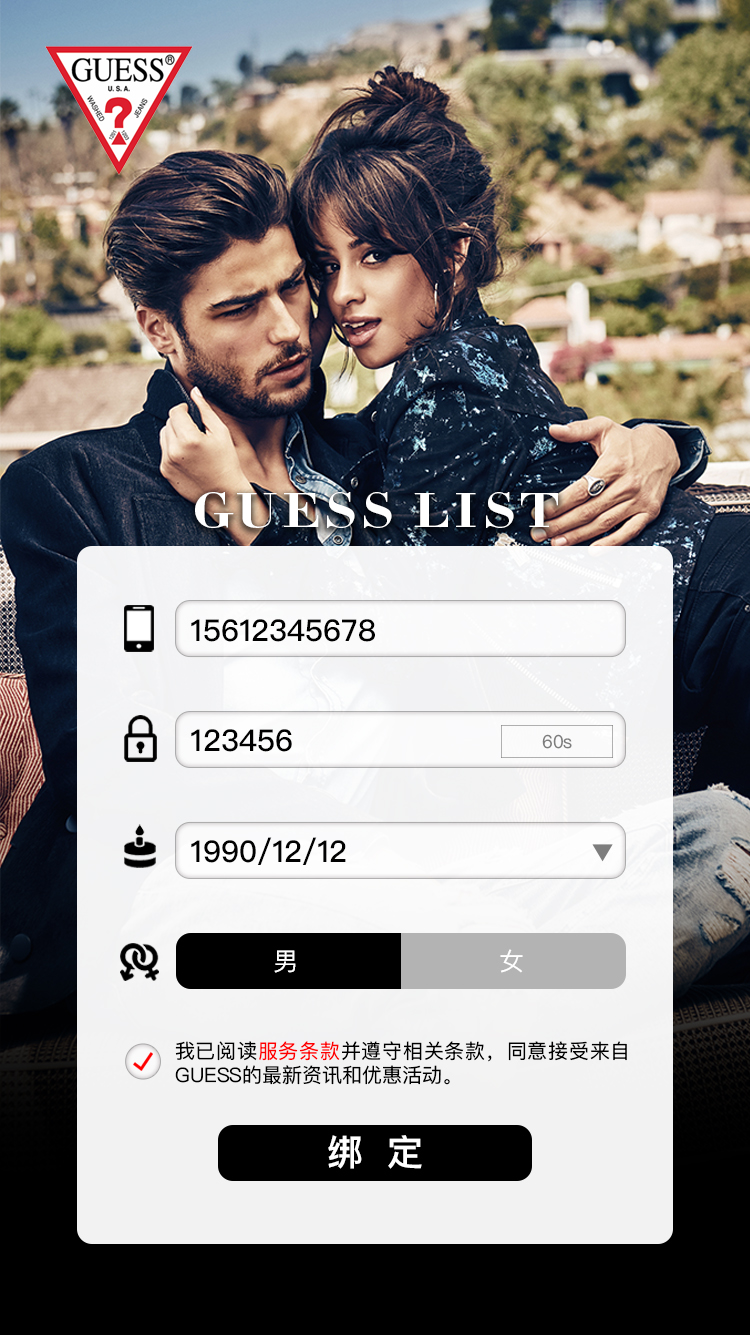 GUESS®
U.S.A.
WASHED
?
JEANS
GUESS LIST
15612345678
123456
60s
1990/12/12
男
女
我已阅读服务条款并遵守相关条款，同意接受来自
GUESS的最新资讯和优惠活动。
绑 定